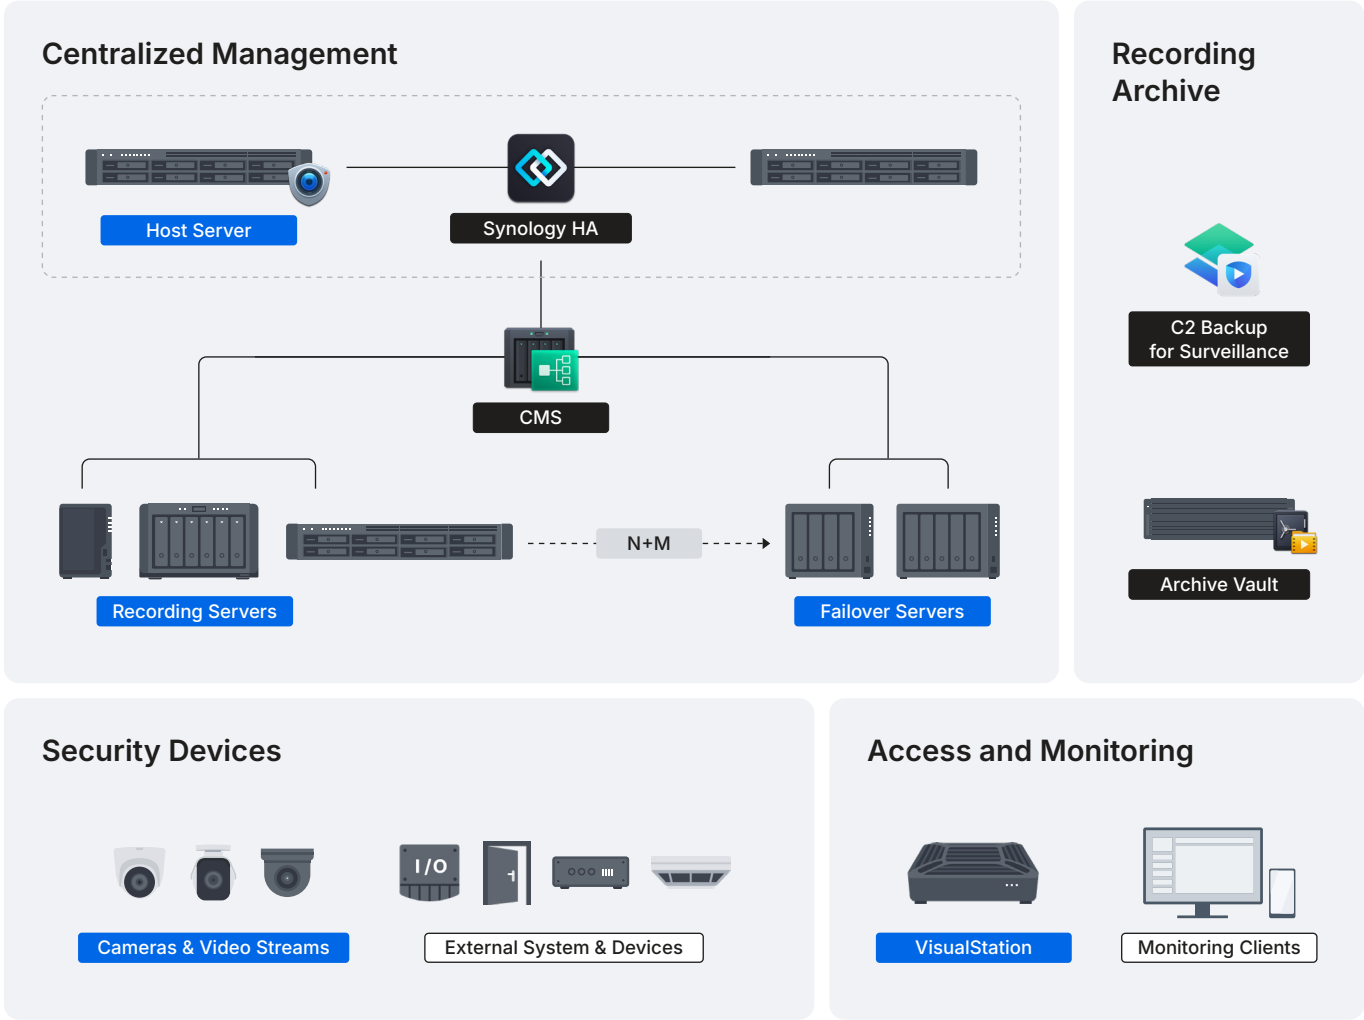 Centralized Management
Host Server
Synology HA
CMS
N+M
Recording Servers
Failover Servers
Recording
Archive
C2 Backup
for Surveillance
Archive Vault
Security Devices
I/O
Cameras & Video Streams
External System & Devices
Access and Monitoring
VisualStation
Monitoring Clients